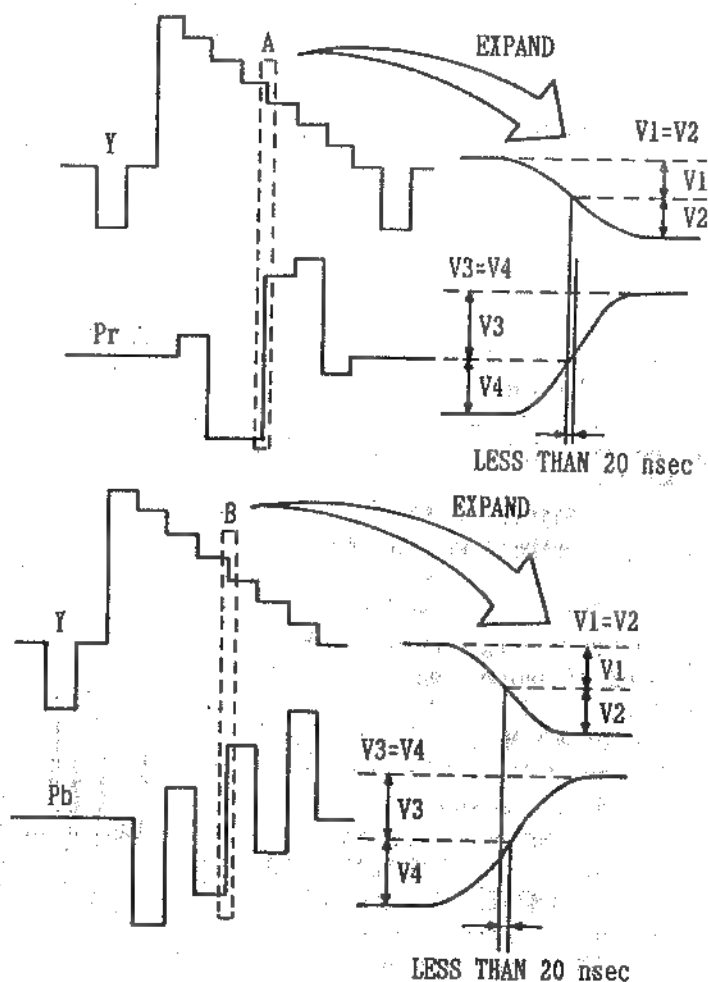 A
EXPAND
Y
V1=V2
V1
V2
V3=V4
V3
Pr
V4
LESS THAN 20 nsec
B
EXPAND
Y
V1=V2
V1
V2
V3=V4
Pb
V3
V4
LESS THAN 20 nsec